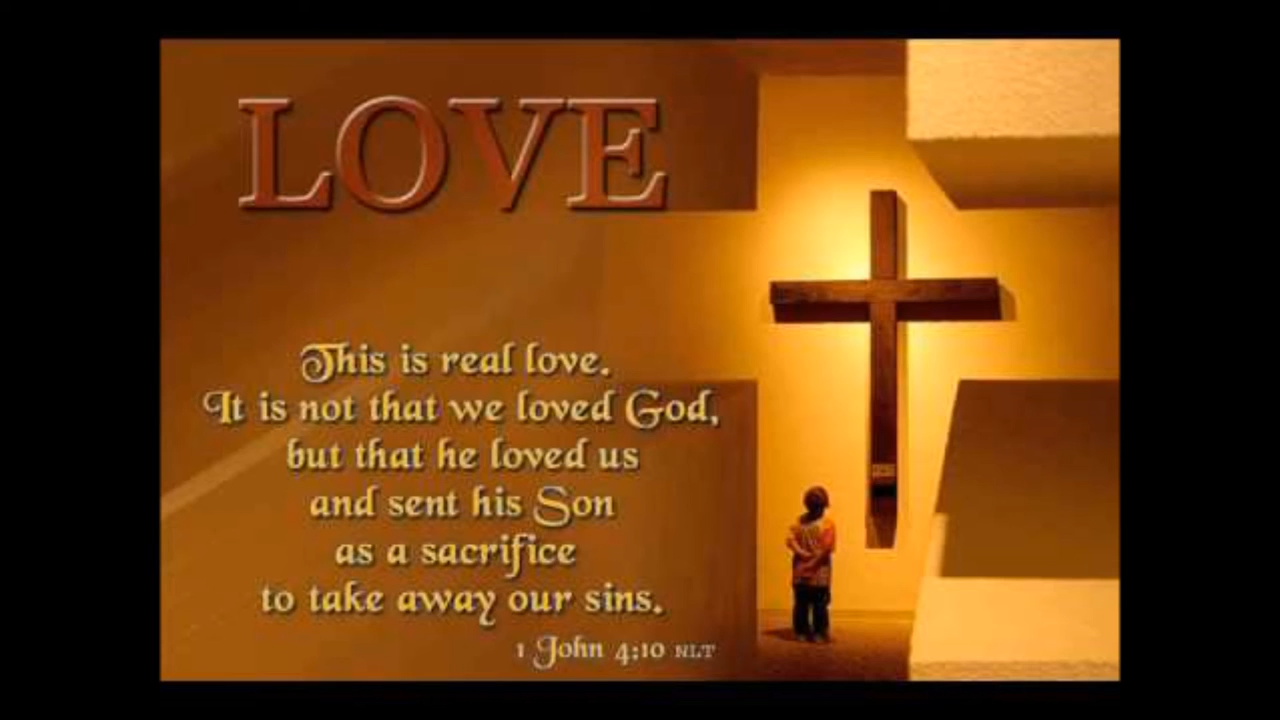 LOVE
This is real love.
It is not that we loved God,
but that he loved us
and sent his Son
as a sacrifice
to take away our sins.
1 John 4:10 NLT